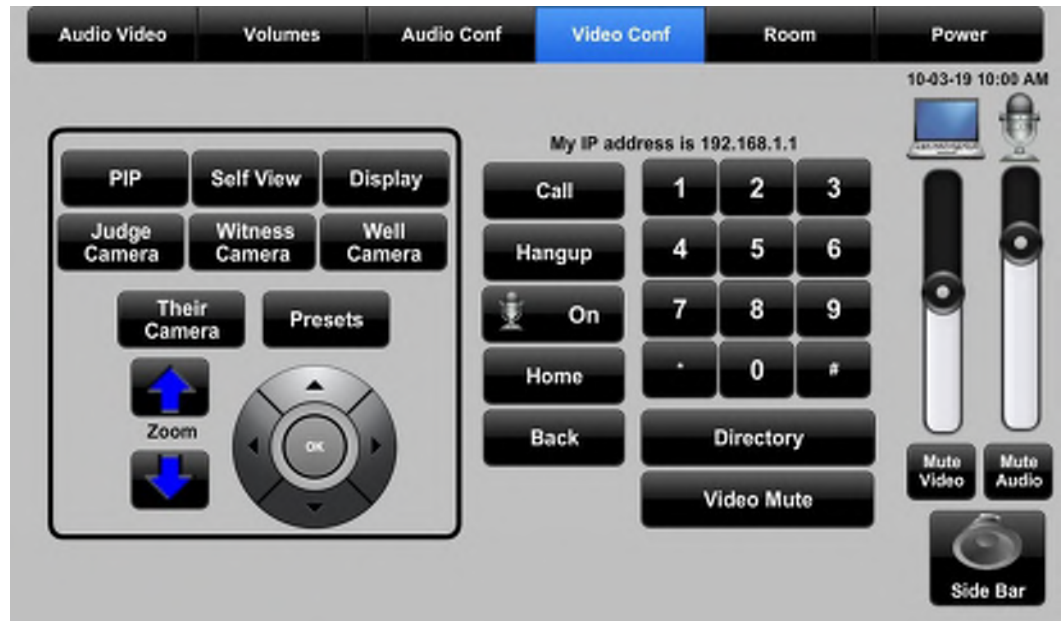 Audio Video
Volumes
Audio Conf
Video Conf
Room
Power
10-03-19 10:00 AM
My IP address is 192.168.1.1
PIP
Self View
Display
Judge
Camera
Witness
Camera
Well
Camera
Their
Camera
Presets
Zoom
OK
Call
Hangup
On
Home
Back
1
2
3
4
5
6
7
8
9
*
0
#
Directory
Video Mute
Mute
Video
Mute
Audio
Side Bar